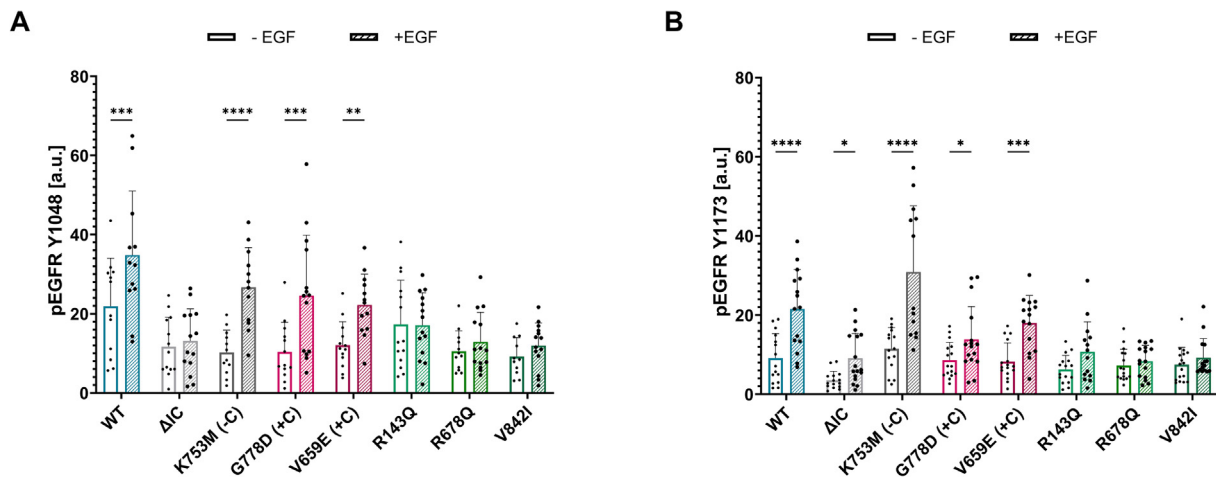 A
- EGF
+EGF
pEGFR Y1048 [a.u.]
80
60
40
20
0
***
****
***
**
WT
ΔIC
K753M (-C)
G778D (+C)
V659E (+C)
R143Q
R678Q
V842I
B
- EGF
+EGF
pEGFR Y1173 [a.u.]
80
60
40
20
0
****
*
****
*
***
WT
ΔIC
K753M (-C)
G778D (+C)
V659E (+C)
R143Q
R678Q
V842I